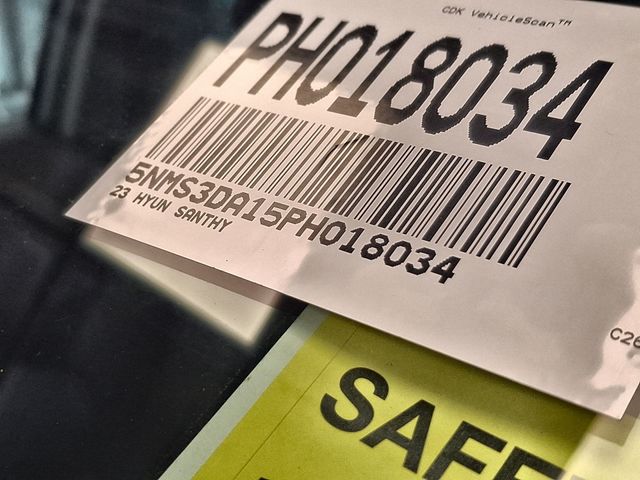 CDK VehicleScan™
PH018034
5NMS3DA15PH018034
23 HYUN SANTHY
C26
SAFE